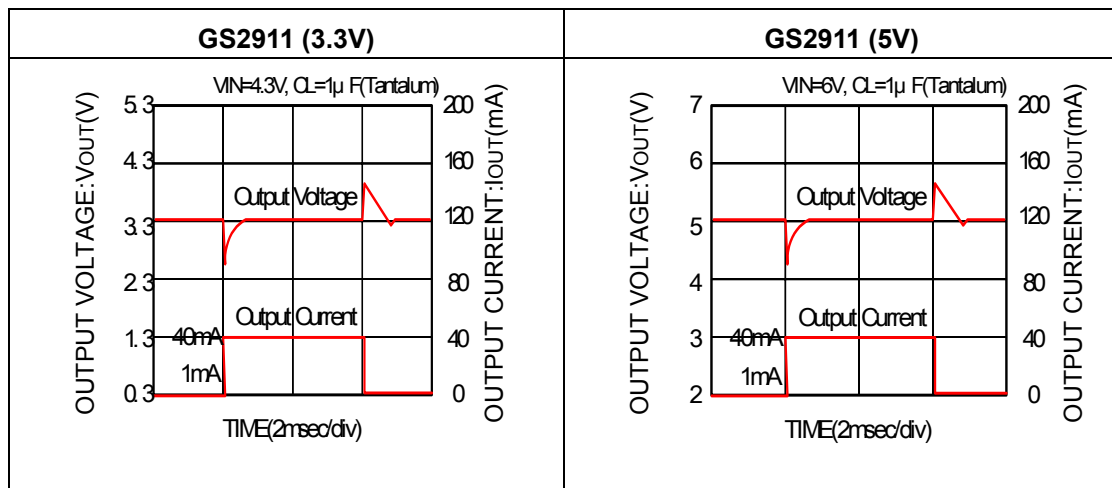 GS2911 (3.3V)
VIN=4.3V, CL=1µ F(Tantalum)
OUTPUT VOLTAGE:VOUT(V)
5.3
4.3
3.3
2.3
1.3
0.3
Output Voltage
Output Current
40mA
1mA
200
160
120
80
40
0
OUTPUT CURRENT:IOUT(mA)
TIME(2msec/div)
GS2911 (5V)
VIN=6V, CL=1µ F(Tantalum)
OUTPUT VOLTAGE:VOUT(V)
7
6
5
4
3
2
Output Voltage
Output Current
40mA
1mA
200
160
120
80
40
0
OUTPUT CURRENT:IOUT(mA)
TIME(2msec/div)